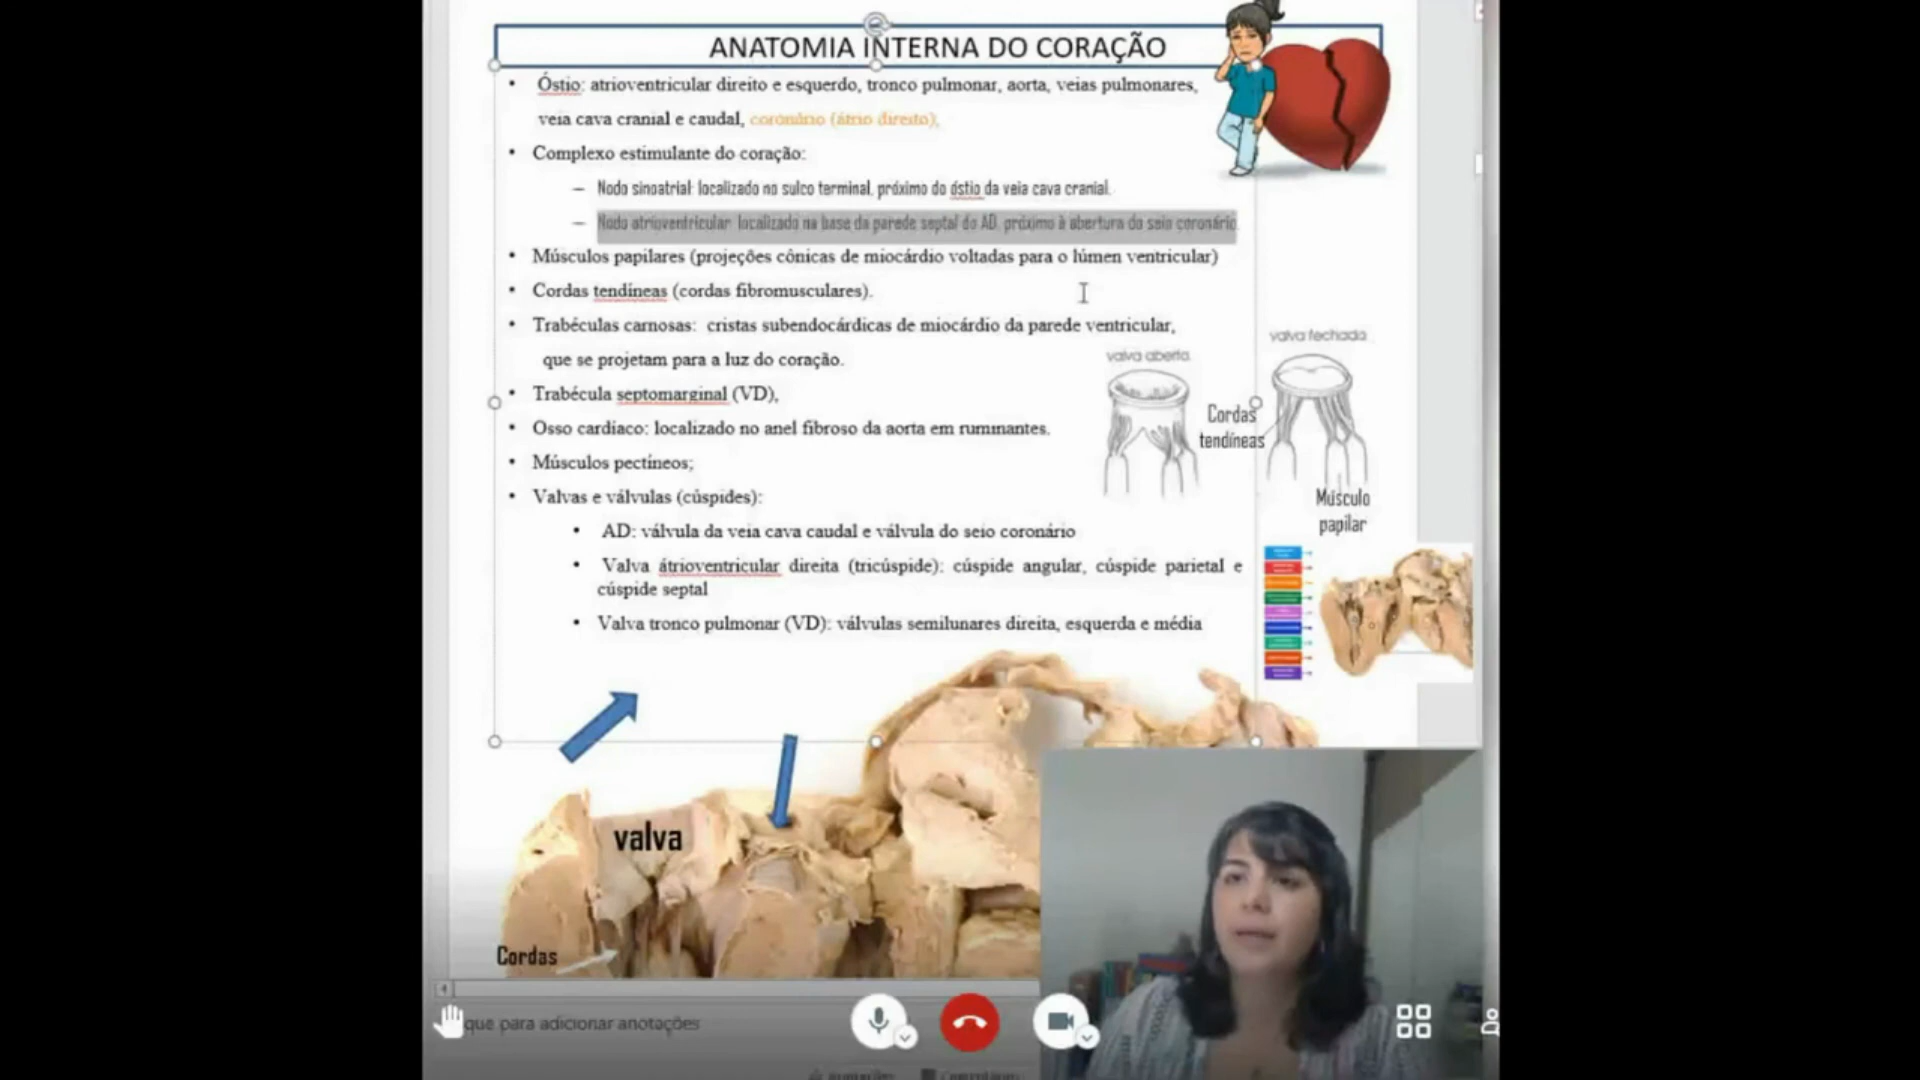 ANATOMIA INTERNA DO CORAÇÃO
• Óstio: atrioventricular direito e esquerdo, tronco pulmonar, aorta, veias pulmonares,
veia cava cranial e caudal, coronário (átrio direito),
• Complexo estimulante do coração:
– Nodo sinoatrial: localizado no sulco terminal, próximo do óstio da veia cava cranial.
– Nodo atrioventricular: localizado na base da parede septal do AD, próximo à abertura do seio coronário.
• Músculos papilares (projeções cônicas de miocárdio voltadas para o lúmen ventricular)
• Cordas tendíneas (cordas fibromusculares).
• Trabéculas carnosas: cristas subendocárdicas de miocárdio da parede ventricular,
que se projetam para a luz do coração.
• Trabécula septomarginal (VD),
• Osso cardíaco: localizado no anel fibroso da aorta em ruminantes.
• Músculos pectíneos;
• Valvas e válvulas (cúspides):
• AD: válvula da veia cava caudal e válvula do seio coronário
• Valva átrioventricular direita (tricúspide): cúspide angular, cúspide parietal e
cúspide septal
• Valva tronco pulmonar (VD): válvulas semilunares direita, esquerda e média
valva aberta
valva fechada
Cordas
tendíneas
Músculo
papilar
valva
Cordas
que para adicionar anotações